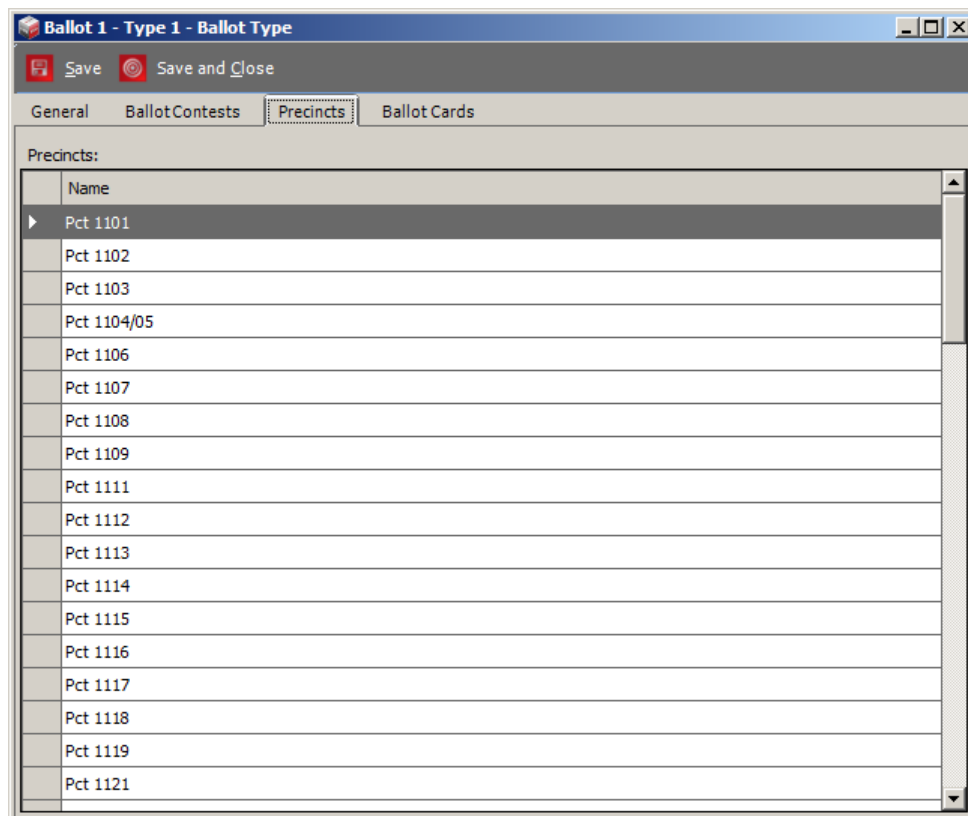 Ballot 1 - Type 1 - Ballot Type
Save Save and Close
General Ballot Contests Precincts Ballot Cards
Precincts:
Name
Pct 1101
Pct 1102
Pct 1103
Pct 1104/05
Pct 1106
Pct 1107
Pct 1108
Pct 1109
Pct 1111
Pct 1112
Pct 1113
Pct 1114
Pct 1115
Pct 1116
Pct 1117
Pct 1118
Pct 1119
Pct 1121